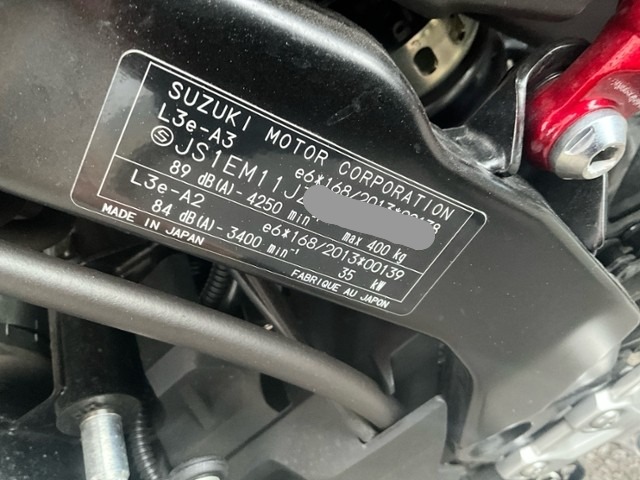 SUZUKI MOTOR CORPORATION
L3e-A3 e6*168/2013*00138
Ⓢ JS1EM11J
89 dB(A)-4250 min⁻¹ max 400 kg
L3e-A2 e6*168/2013*00139
84 dB(A)-3400 min⁻¹ 35 kW
MADE IN JAPAN FABRIQUE AU JAPON